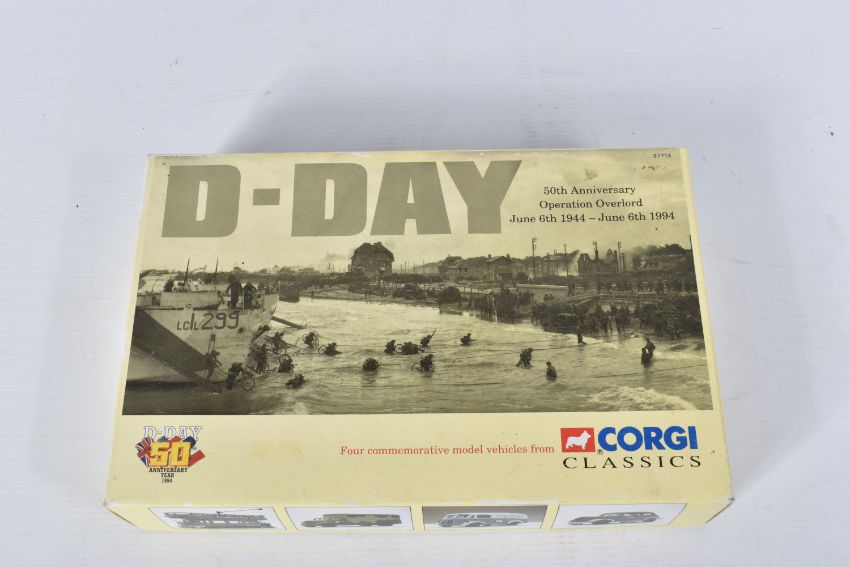 97714
D-DAY
50th Anniversary
Operation Overlord
June 6th 1944 – June 6th 1994
LCI L 299
D-DAY
50
ANNIVERSARY
YEAR
1994
Four commemorative model vehicles from
CORGI
®
CLASSICS